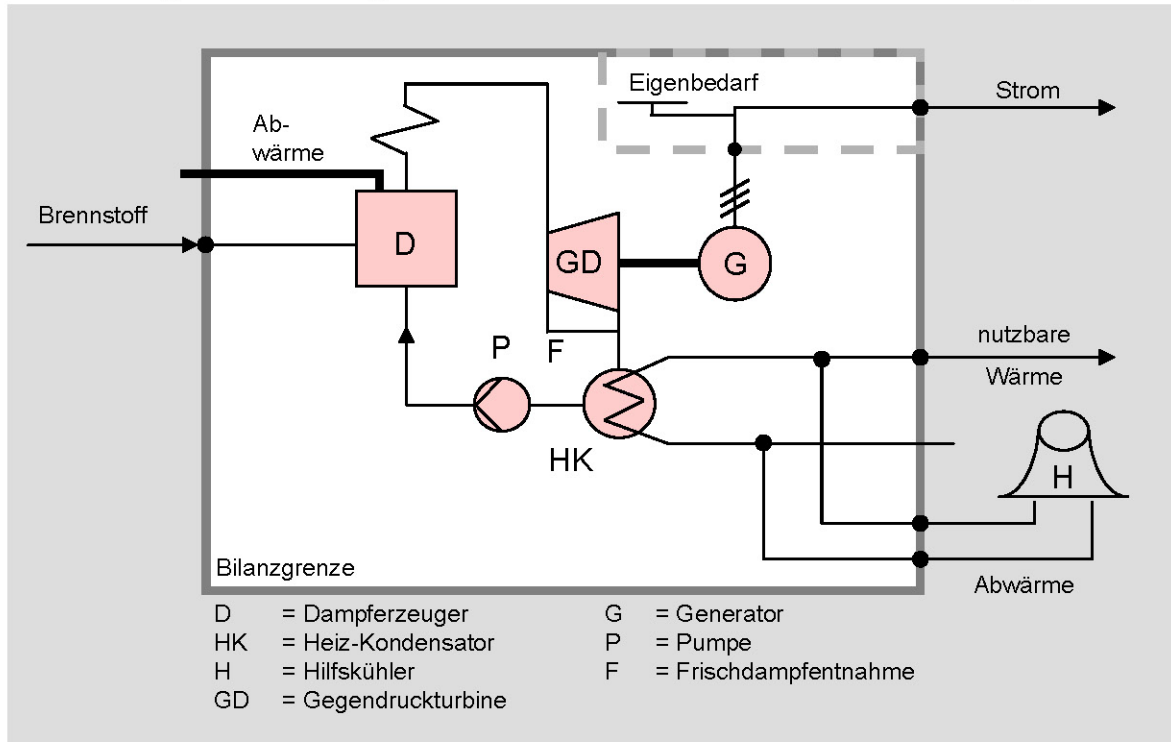 Eigenbedarf
Strom
Ab-
wärme
Brennstoff
D
GD
G
P
F
nutzbare
Wärme
HK
H
Bilanzgrenze
Abwärme
D = Dampferzeuger
HK = Heiz-Kondensator
H = Hilfskühler
GD = Gegendruckturbine
G = Generator
P = Pumpe
F = Frischdampfentnahme